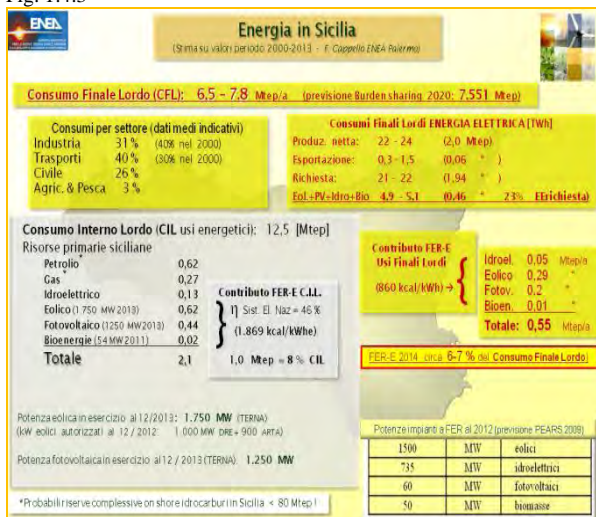 Fig. 1.4.3
ENEA
Energia in Sicilia
(Stima su valori periodo 2000-2013 - F. Cappello ENEA Palermo)
Consumo Finale Lordo (CFL): 6,5 - 7,8 Mtep/a (previsione Burden sharing 2020: 7,551 Mtep)
Consumi per settore (dati medi indicativi)
Industria 31% (40% nel 2000)
Trasporti 40% (30% nel 2000)
Civile 26%
Agric. & Pesca 3%
Consumi Finali Lordi ENERGIA ELETTRICA [TWh]
Produz. netta: 22 - 24 (2,0 Mtep)
Esportazione: 0,3 - 1,5 (0,06 " )
Richiesta: 21 - 22 (1,94 " )
Eol.+PV+Idro+Bio 4,9 - 5,1 (0,46 " 23% EErichiesta)
Consumo Interno Lordo (CIL usi energetici): 12,5 [Mtep]
Risorse primarie siciliane
Petrolio* 0,62
Gas* 0,27
Idroelettrico 0,13
Eolico (1 750 MW 2013) 0,62
Fotovoltaico (1250 MW 2013) 0,44
Bioenergie (54 MW 2011) 0,02
Totale 2,1
Contributo FER-E C.I.L.
η Sist. El. Naz = 46 %
(1.869 kcal/kWhe)
1,0 Mtep = 8 % CIL
Contributo FER-E
Usi Finali Lordi
(860 kcal/kWh) →
Idroel. 0,05 Mtep/a
Eolico 0,29 "
Fotov. 0,2 "
Bioen. 0,01 "
Totale: 0,55 Mtep/a
FER-E 2014 circa 6-7 % del Consumo Finale Lordo)
Potenza eolica in esercizio al 12/2013: 1.750 MW (TERNA)
(kW eolici autorizzati al 12 / 2012: 1.000 MW DRE + 900 ARTA)
Potenza fotovoltaica in esercizio al 12 / 2013 (TERNA): 1.250 MW
*Probabili riserve complessive on shore idrocarburi in Sicilia < 80 Mtep !
Potenze impianti a FER al 2012 (previsione PEARS 2009)
1500 MW eolici
735 MW idroelettrici
60 MW fotovoltaici
50 MW biomasse